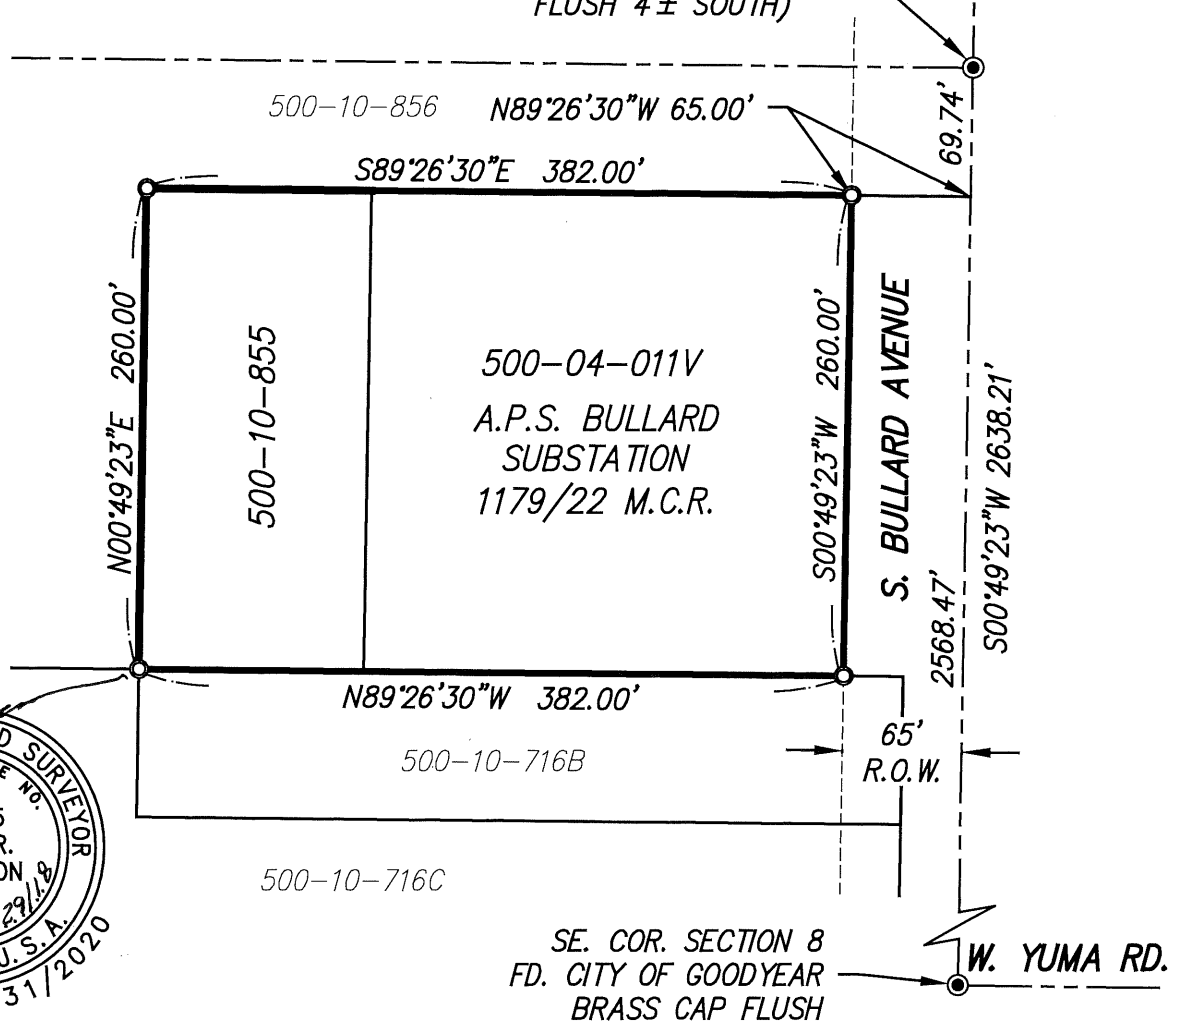 FLUSH 4'± SOUTH)
500-10-856
N89°26'30"W 65.00'
69.74'
S89°26'30"E 382.00'
N00°49'23"E 260.00'
500-10-855
500-04-011V
A.P.S. BULLARD
SUBSTATION
1179/22 M.C.R.
S00°49'23"W 260.00'
S. BULLARD AVENUE
2568.47'
S00°49'23"W 2638.21'
N89°26'30"W 382.00'
65'
R.O.W.
500-10-716B
500-10-716C
SURVEYOR
NO.
U.S.A.
31/2020
SE. COR. SECTION 8
FD. CITY OF GOODYEAR
BRASS CAP FLUSH
W. YUMA RD.